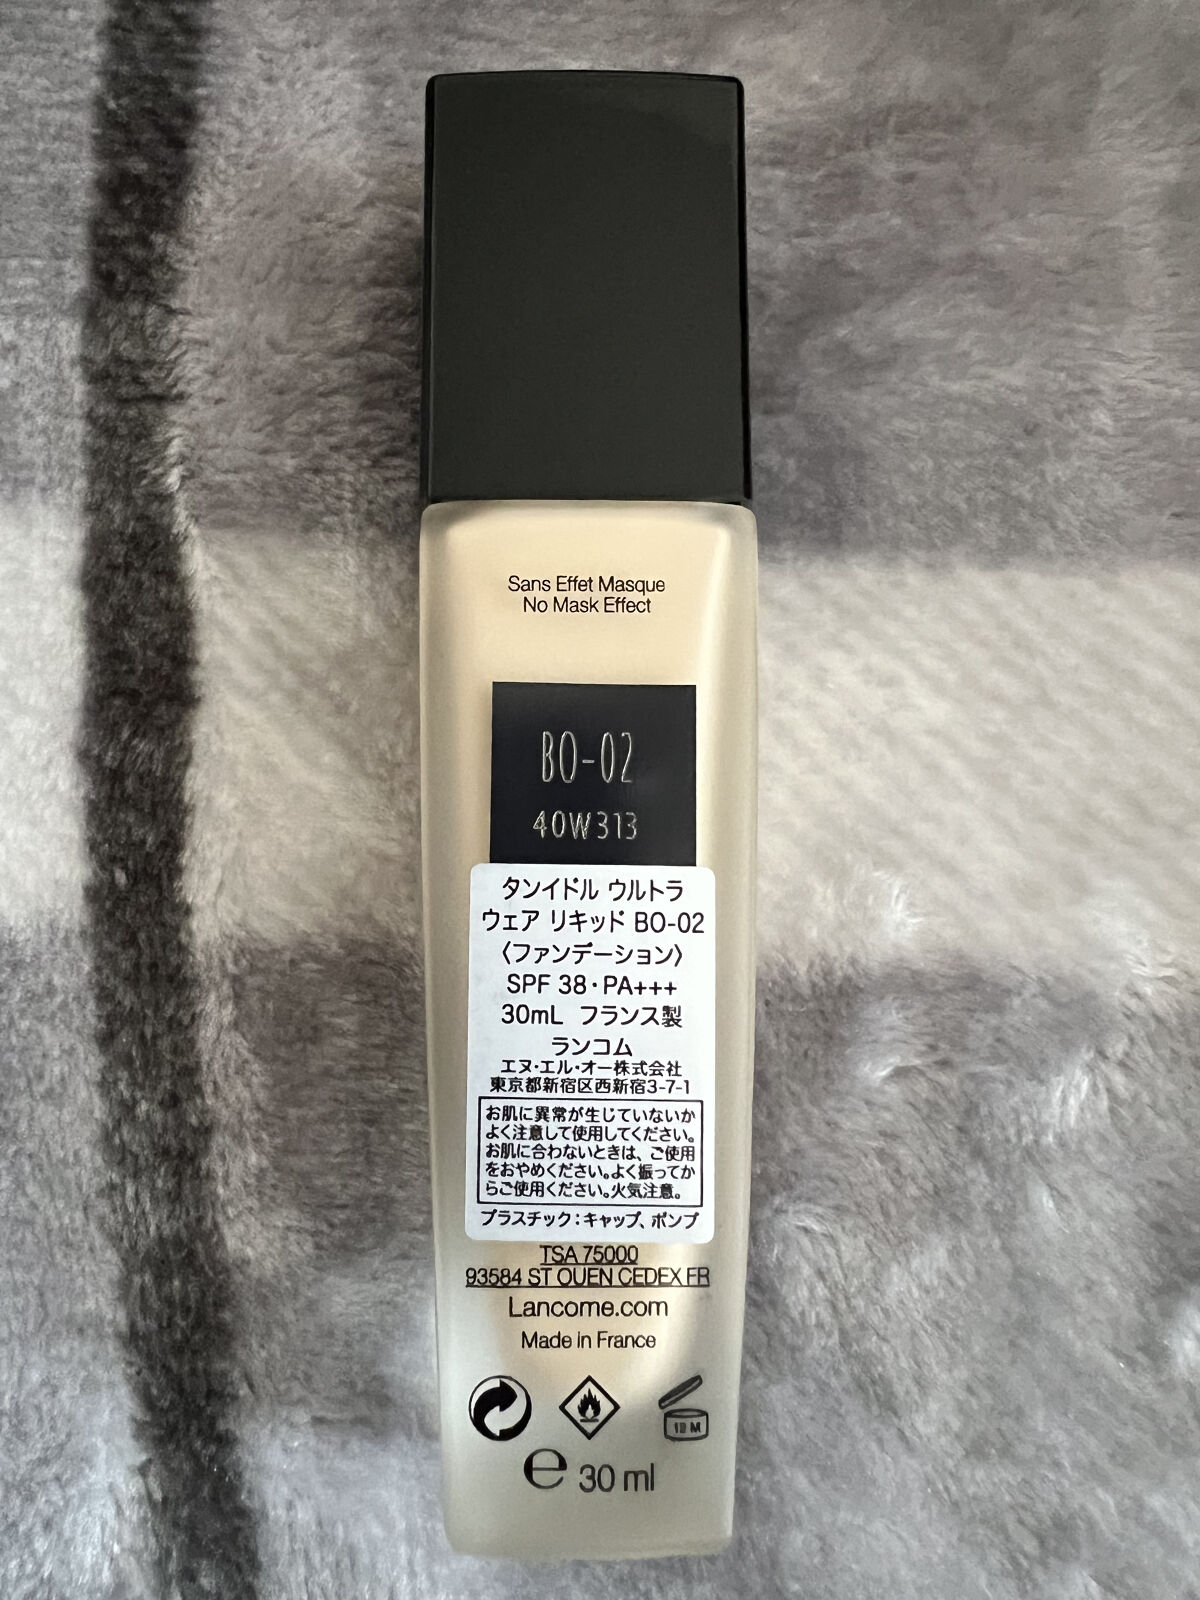 Sans Effet Masque
No Mask Effect
BO-02
40W313
タンイドル ウルトラ
ウェア リキッド BO-02
〈ファンデーション〉
SPF 38・PA+++
30mL フランス製
ランコム
エヌ・エル・オー株式会社
東京都新宿区西新宿3-7-1
お肌に異常が生じていないか
よく注意して使用してください。
お肌に合わないときは、ご使用
をおやめください。よく振ってか
らご使用ください。火気注意。
プラスチック：キャップ、ポンプ
TSA 75000
93584 ST OUEN CEDEX FR
Lancome.com
Made in France
℮ 30 ml